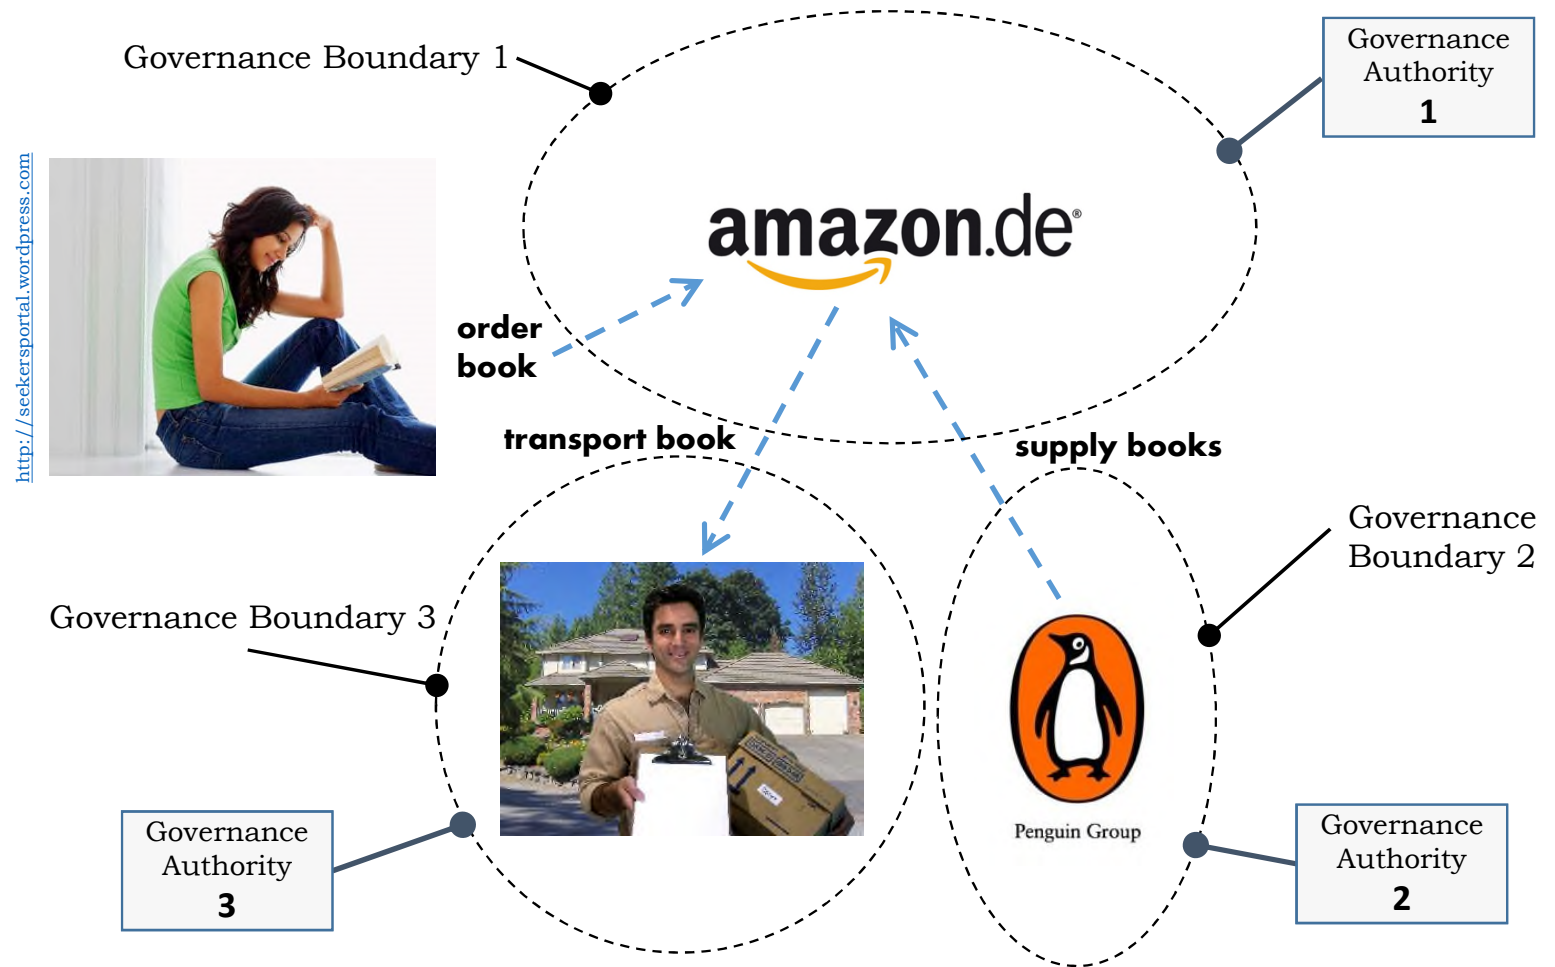 Governance Boundary 1
Governance
Authority
1
http://seekersportal.wordpress.com
amazon.de®
order
book
transport book
supply books
Governance
Boundary 2
Governance Boundary 3
Penguin Group
Governance
Authority
3
Governance
Authority
2